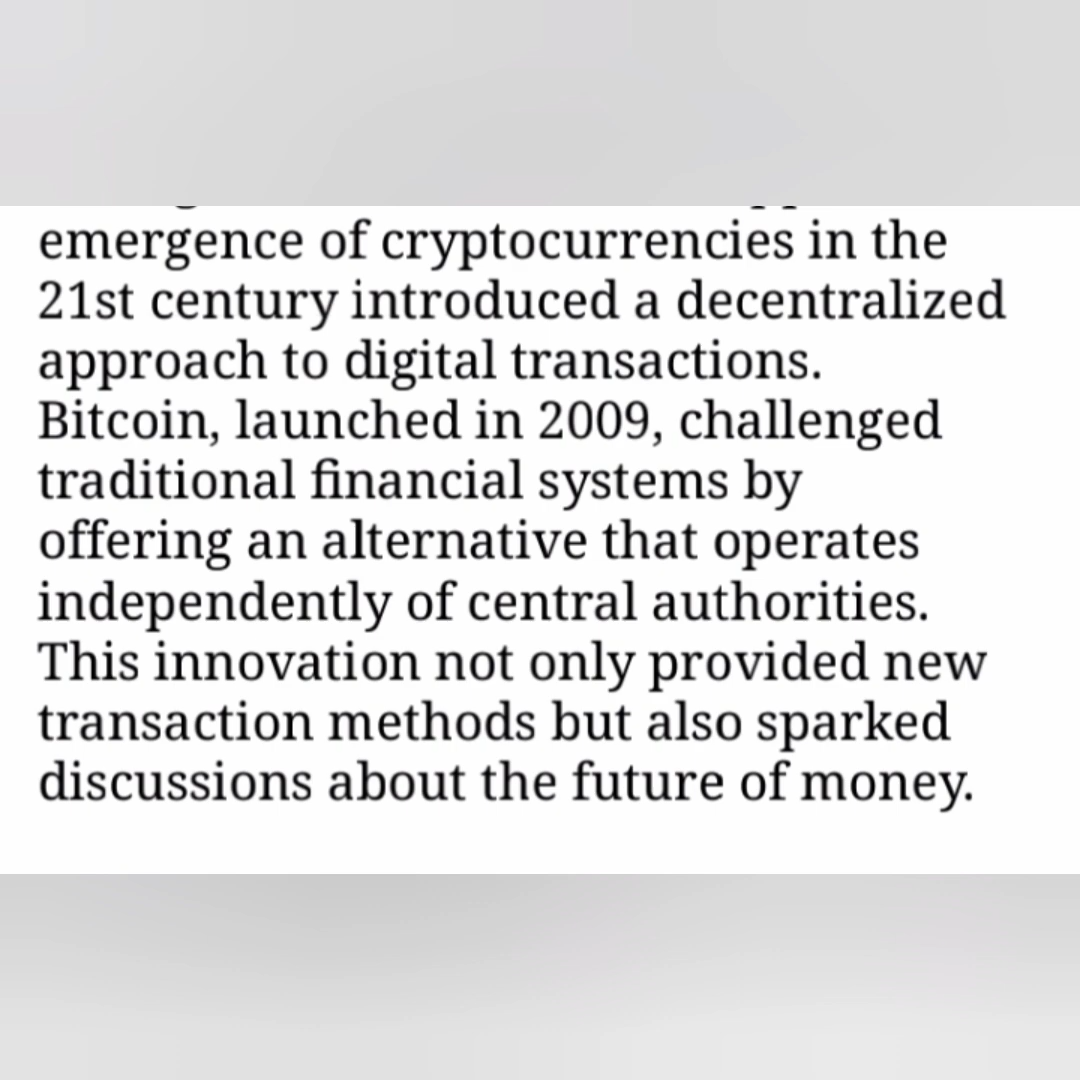 emergence of cryptocurrencies in the
21st century introduced a decentralized
approach to digital transactions.
Bitcoin, launched in 2009, challenged
traditional financial systems by
offering an alternative that operates
independently of central authorities.
This innovation not only provided new
transaction methods but also sparked
discussions about the future of money.